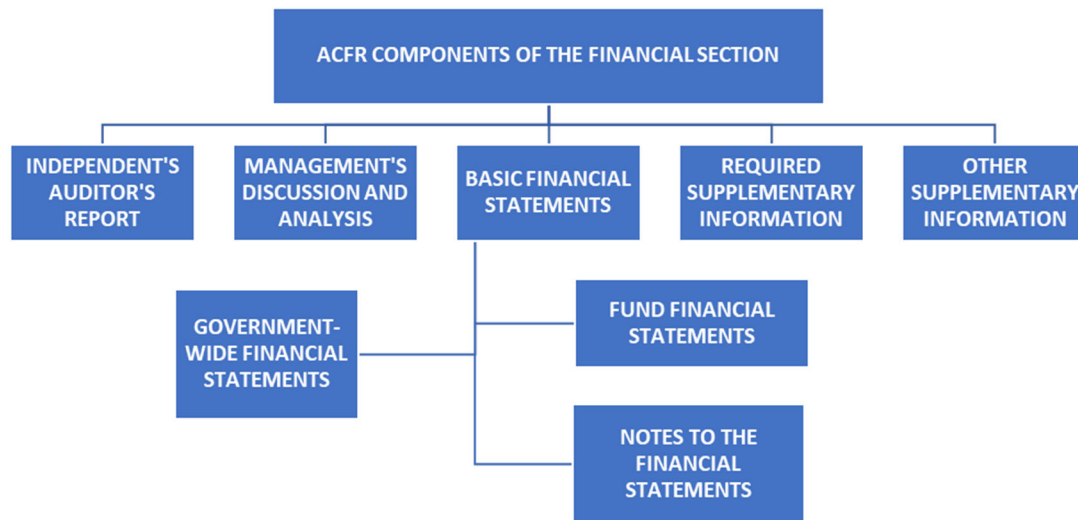 ACFR COMPONENTS OF THE FINANCIAL SECTION
INDEPENDENT'S
AUDITOR'S
REPORT
MANAGEMENT'S
DISCUSSION AND
ANALYSIS
BASIC FINANCIAL
STATEMENTS
REQUIRED
SUPPLEMENTARY
INFORMATION
OTHER
SUPPLEMENTARY
INFORMATION
GOVERNMENT-
WIDE FINANCIAL
STATEMENTS
FUND FINANCIAL
STATEMENTS
NOTES TO THE
FINANCIAL
STATEMENTS